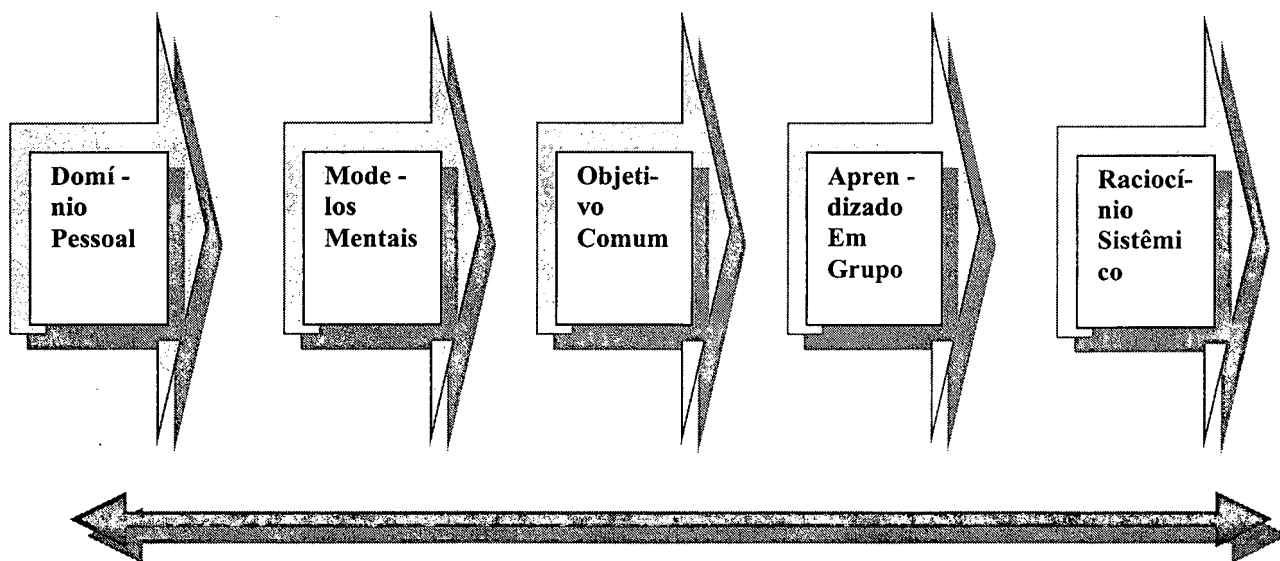 Domí -
nio
Pessoal
Mode -
los
Mentais
Objeti-
vo
Comum
Apren -
dizado
Em
Grupo
Raciocí-
nio
Sistêmi
co